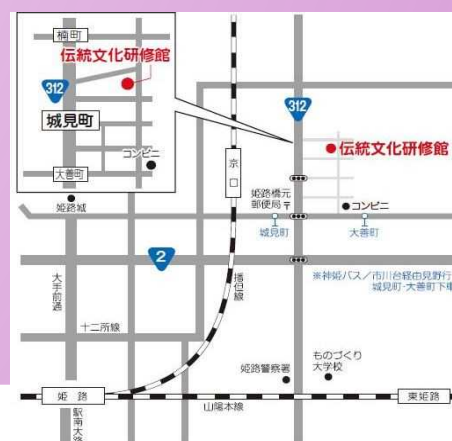 楠町
伝統文化研修館
312
城見町
コンビニ
大善町
312
伝統文化研修館
京口
姫路橋元
郵便局〒
コンビニ
姫路城
城見町
大善町
2
大手前通
播但線
※神姫バス/市川台経由見野行
城見町・大善町下車
十二所線
姫路警察署
ものづくり
大学校
姫路
山陽本線
東姫路
駅南大路